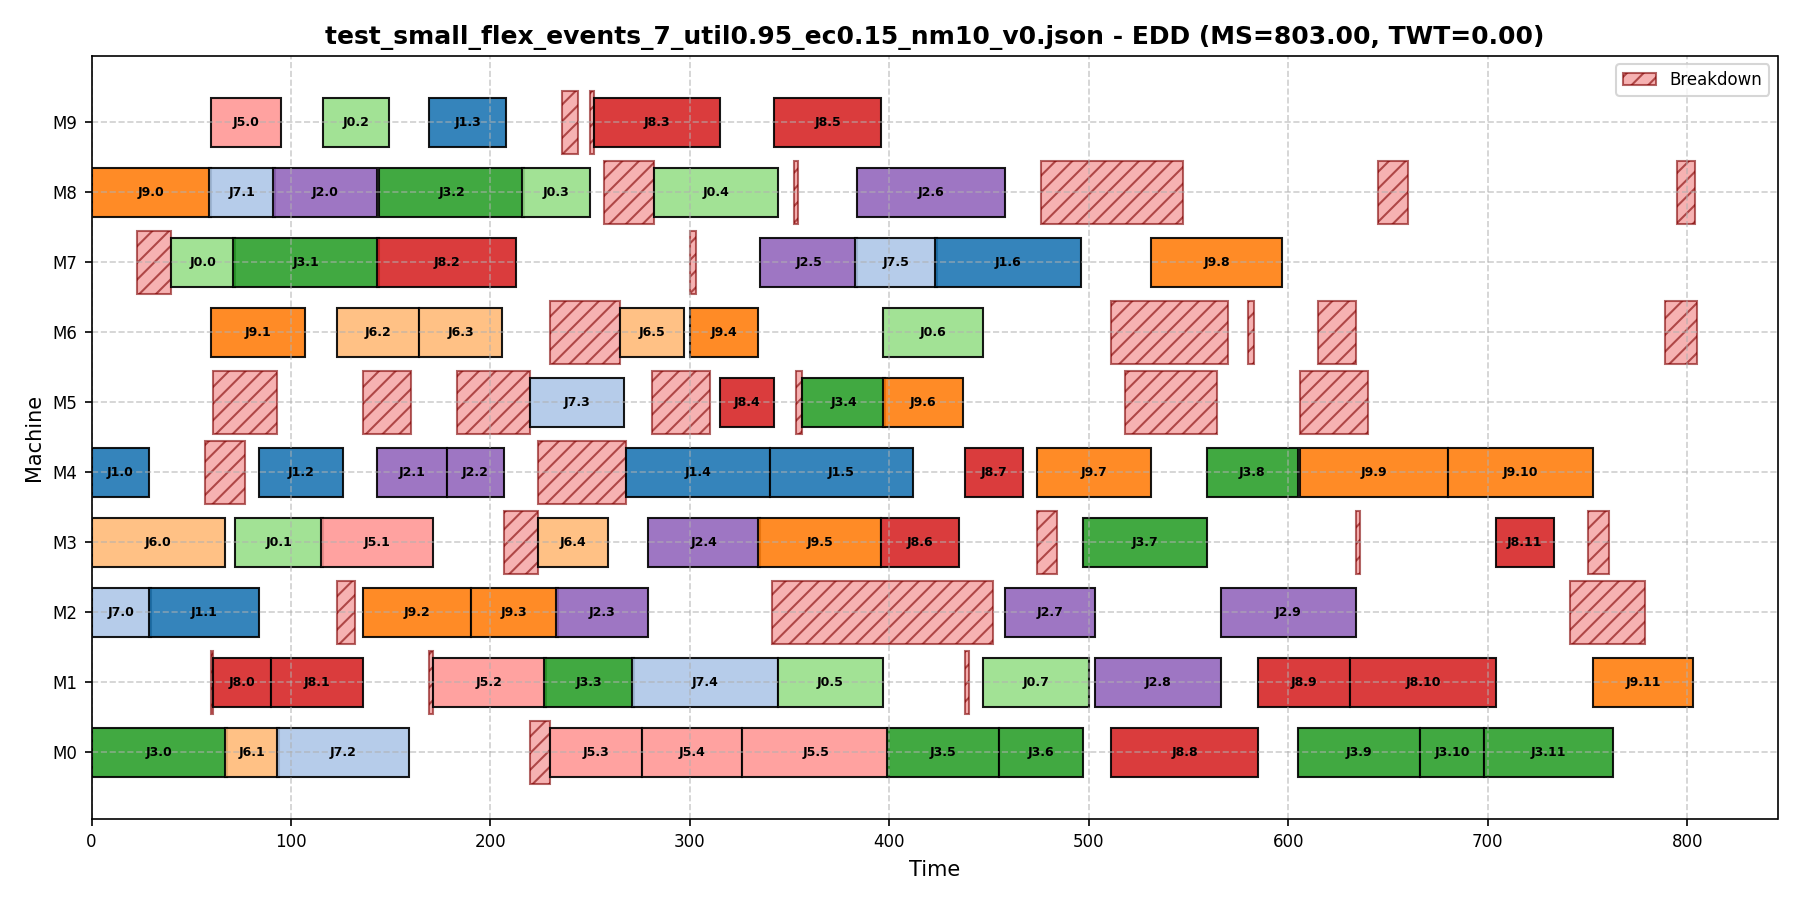 test_small_flex_events_7_util0.95_ec0.15_nm10_v0.json - EDD (MS=803.00, TWT=0.00)
Breakdown
M9 J5.0 J0.2 J1.3 J8.3 J8.5
M8 J9.0 J7.1 J2.0 J3.2 J0.3 J0.4 J2.6
M7 J0.0 J3.1 J8.2 J2.5 J7.5 J1.6 J9.8
M6 J9.1 J6.2 J6.3 J6.5 J9.4 J0.6
M5 J7.3 J8.4 J3.4 J9.6
M4 J1.0 J1.2 J2.1 J2.2 J1.4 J1.5 J8.7 J9.7 J3.8 J9.9 J9.10
M3 J6.0 J0.1 J5.1 J6.4 J2.4 J9.5 J8.6 J3.7 J8.11
M2 J7.0 J1.1 J9.2 J9.3 J2.3 J2.7 J2.9
M1 J8.0 J8.1 J5.2 J3.3 J7.4 J0.5 J0.7 J2.8 J8.9 J8.10 J9.11
M0 J3.0 J6.1 J7.2 J5.3 J5.4 J5.5 J3.5 J3.6 J8.8 J3.9 J3.10 J3.11
Machine
0 100 200 300 400 500 600 700 800
Time